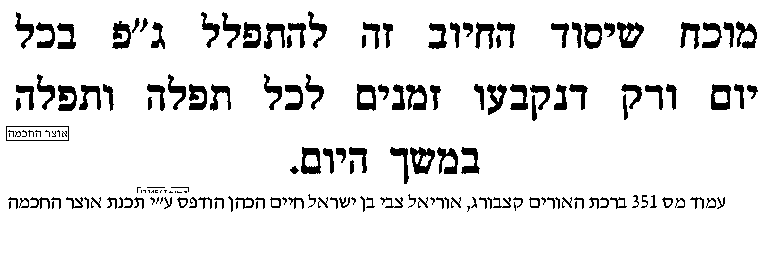 מוכח שיסוד החיוב זה להתפלל ג״פ בכל
יום ורק דנקבעו זמנים לכל תפלה ותפלה
אוצר החכמה
במשך היום.
עמוד מס 351 ברכת האורים קצבורג, אוריאל צבי בן ישראל חיים הכהן הודפס ע״י תכנת אוצר החכמה